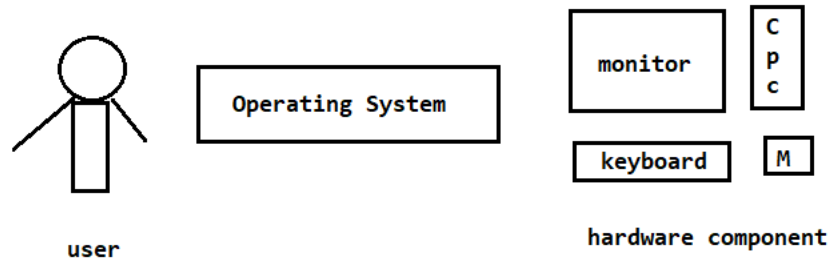 Operating System
monitor
C
p
c
keyboard
M
user
hardware component